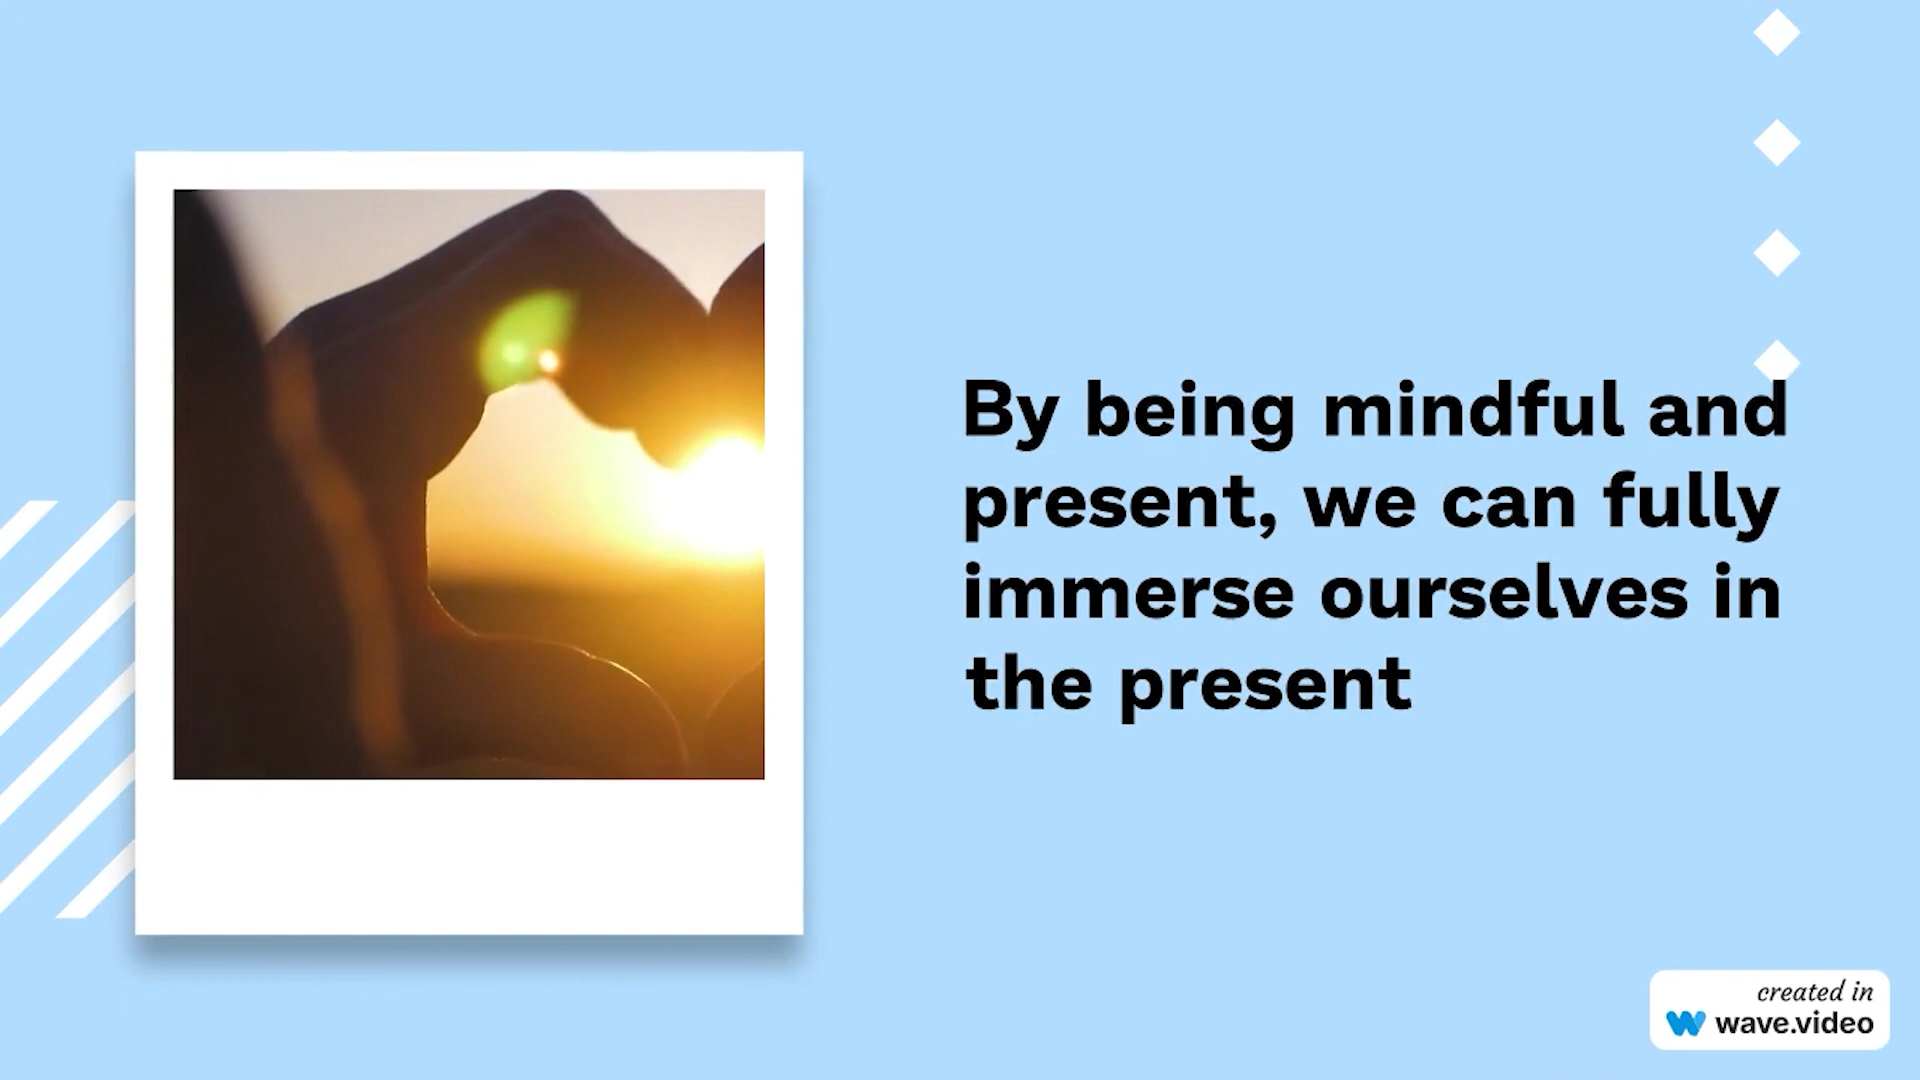 By being mindful and
present, we can fully
immerse ourselves in
the present
created in
wave.video